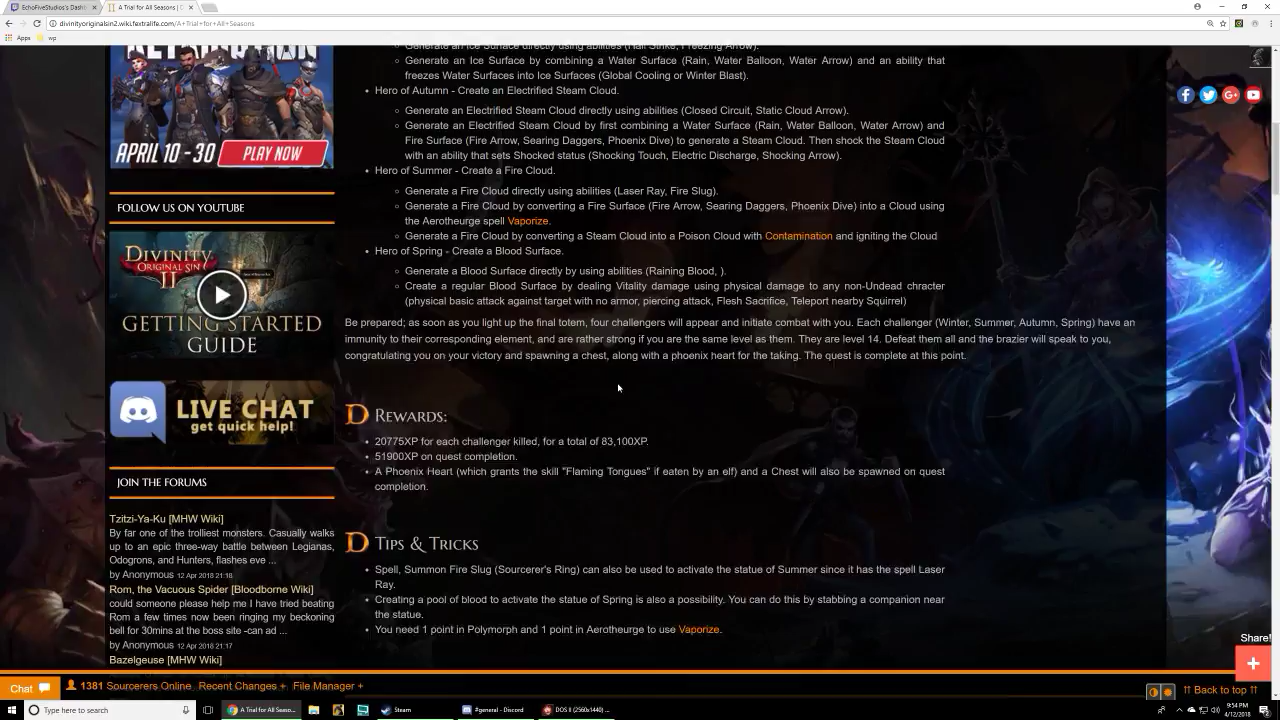 EchoFiveStudios's Dashb
A Trial for All Seasons | D
divinityoriginalsin2.wiki.fextralife.com/A+Trial+for+All+Seasons
Apps
wp
Generate an Ice Surface directly using abilities (Hail Strike, Freezing Arrow).
Generate an Ice Surface by combining a Water Surface (Rain, Water Balloon, Water Arrow) and an ability that
freezes Water Surfaces into Ice Surfaces (Global Cooling or Winter Blast).
Hero of Autumn - Create an Electrified Steam Cloud.
Generate an Electrified Steam Cloud directly using abilities (Closed Circuit, Static Cloud Arrow).
Generate an Electrified Steam Cloud by first combining a Water Surface (Rain, Water Balloon, Water Arrow) and
Fire Surface (Fire Arrow, Searing Daggers, Phoenix Dive) to generate a Steam Cloud. Then shock the Steam Cloud
with an ability that sets Shocked status (Shocking Touch, Electric Discharge, Shocking Arrow).
Hero of Summer - Create a Fire Cloud.
Generate a Fire Cloud directly using abilities (Laser Ray, Fire Slug).
Generate a Fire Cloud by converting a Fire Surface (Fire Arrow, Searing Daggers, Phoenix Dive) into a Cloud using
the Aerotheurge spell Vaporize.
Generate a Fire Cloud by converting a Steam Cloud into a Poison Cloud with Contamination and igniting the Cloud
Hero of Spring - Create a Blood Surface.
Generate a Blood Surface directly by using abilities (Raining Blood, ).
Create a regular Blood Surface by dealing Vitality damage using physical damage to any non-Undead chracter
(physical basic attack against target with no armor, piercing attack, Flesh Sacrifice, Teleport nearby Squirrel)
Be prepared; as soon as you light up the final totem, four challengers will appear and initiate combat with you. Each challenger (Winter, Summer, Autumn, Spring) have an
immunity to their corresponding element, and are rather strong if you are the same level as them. They are level 14. Defeat them all and the brazier will speak to you,
congratulating you on your victory and spawning a chest, along with a phoenix heart for the taking. The quest is complete at this point.
Rewards:
20775XP for each challenger killed, for a total of 83,100XP.
51900XP on quest completion.
A Phoenix Heart (which grants the skill "Flaming Tongues" if eaten by an elf) and a Chest will also be spawned on quest
completion.
Tips & Tricks
Spell, Summon Fire Slug (Sourcerer's Ring) can also be used to activate the statue of Summer since it has the spell Laser
Ray.
Creating a pool of blood to activate the statue of Spring is also a possibility. You can do this by stabbing a companion near
the statue.
You need 1 point in Polymorph and 1 point in Aerotheurge to use Vaporize.
APRIL 10 - 30 PLAY NOW
FOLLOW US ON YOUTUBE
DIVINITY
ORIGINAL SIN
II
GETTING STARTED
GUIDE
LIVE CHAT
get quick help!
JOIN THE FORUMS
Tzitzi-Ya-Ku [MHW Wiki]
By far one of the trolliest monsters. Casually walks
up to an epic three-way battle between Legianas,
Odogrons, and Hunters, flashes eve ...
by Anonymous 12 Apr 2018 21:18
Rom, the Vacuous Spider [Bloodborne Wiki]
could someone please help me I have tried beating
Rom a few times now been ringing my beckoning
bell for 30mins at the boss site -can ad ...
by Anonymous 12 Apr 2018 21:17
Bazelgeuse [MHW Wiki]
Share!
Chat
1381 Sourcerers Online Recent Changes + File Manager +
Back to top
Type here to search
A Trial for All Seaso...
Steam
#general - Discord
DOS II (2560x1440) ...
9:54 PM
4/12/2018